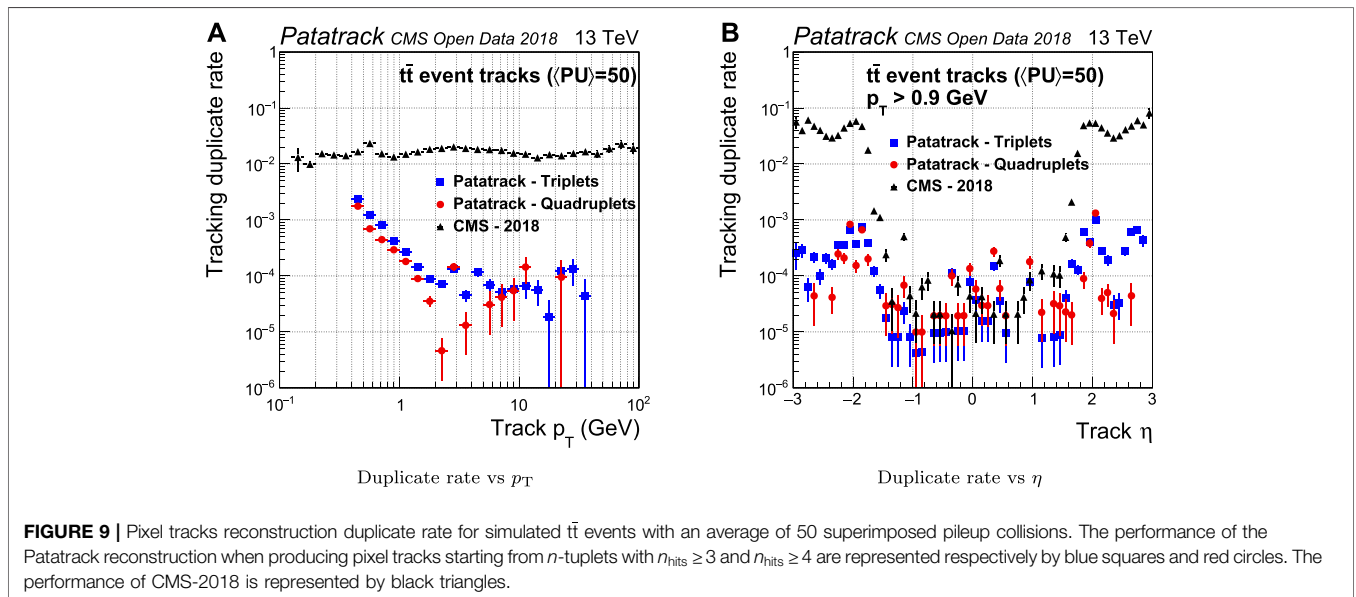 A
Patatrack CMS Open Data 2018 13 TeV
tt̄ event tracks (⟨PU⟩=50)
Patatrack - Triplets
Patatrack - Quadruplets
CMS - 2018
Tracking duplicate rate
1
10⁻¹
10⁻²
10⁻³
10⁻⁴
10⁻⁵
10⁻⁶
10⁻¹ 1 10 10²
Track p_T (GeV)
Duplicate rate vs p_T
B
Patatrack CMS Open Data 2018 13 TeV
tt̄ event tracks (⟨PU⟩=50)
p_T > 0.9 GeV
Patatrack - Triplets
Patatrack - Quadruplets
CMS - 2018
Tracking duplicate rate
1
10⁻¹
10⁻²
10⁻³
10⁻⁴
10⁻⁵
10⁻⁶
−3 −2 −1 0 1 2 3
Track η
Duplicate rate vs η
FIGURE 9 | Pixel tracks reconstruction duplicate rate for simulated tt̄ events with an average of 50 superimposed pileup collisions. The performance of the
Patatrack reconstruction when producing pixel tracks starting from n-tuplets with n_hits ≥ 3 and n_hits ≥ 4 are represented respectively by blue squares and red circles. The
performance of CMS-2018 is represented by black triangles.